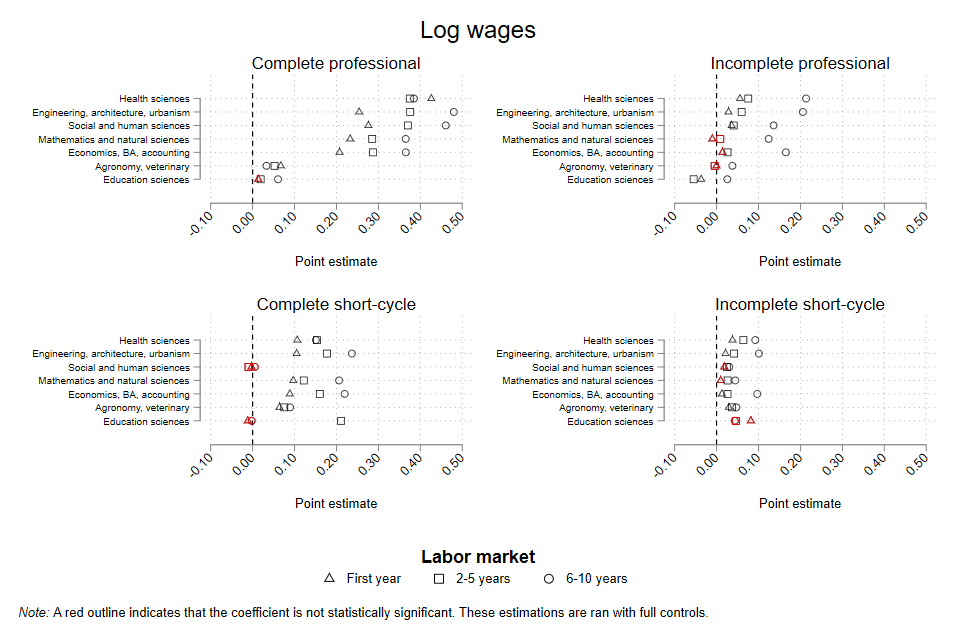 Log wages
Complete professional
Health sciences
Engineering, architecture, urbanism
Social and human sciences
Mathematics and natural sciences
Economics, BA, accounting
Agronomy, veterinary
Education sciences
-0.10 0.00 0.10 0.20 0.30 0.40 0.50
Point estimate
Incomplete professional
Health sciences
Engineering, architecture, urbanism
Social and human sciences
Mathematics and natural sciences
Economics, BA, accounting
Agronomy, veterinary
Education sciences
-0.10 0.00 0.10 0.20 0.30 0.40 0.50
Point estimate
Complete short-cycle
Health sciences
Engineering, architecture, urbanism
Social and human sciences
Mathematics and natural sciences
Economics, BA, accounting
Agronomy, veterinary
Education sciences
-0.10 0.00 0.10 0.20 0.30 0.40 0.50
Point estimate
Incomplete short-cycle
Health sciences
Engineering, architecture, urbanism
Social and human sciences
Mathematics and natural sciences
Economics, BA, accounting
Agronomy, veterinary
Education sciences
-0.10 0.00 0.10 0.20 0.30 0.40 0.50
Point estimate
Labor market
First year 2-5 years 6-10 years
Note: A red outline indicates that the coefficient is not statistically significant. These estimations are ran with full controls.